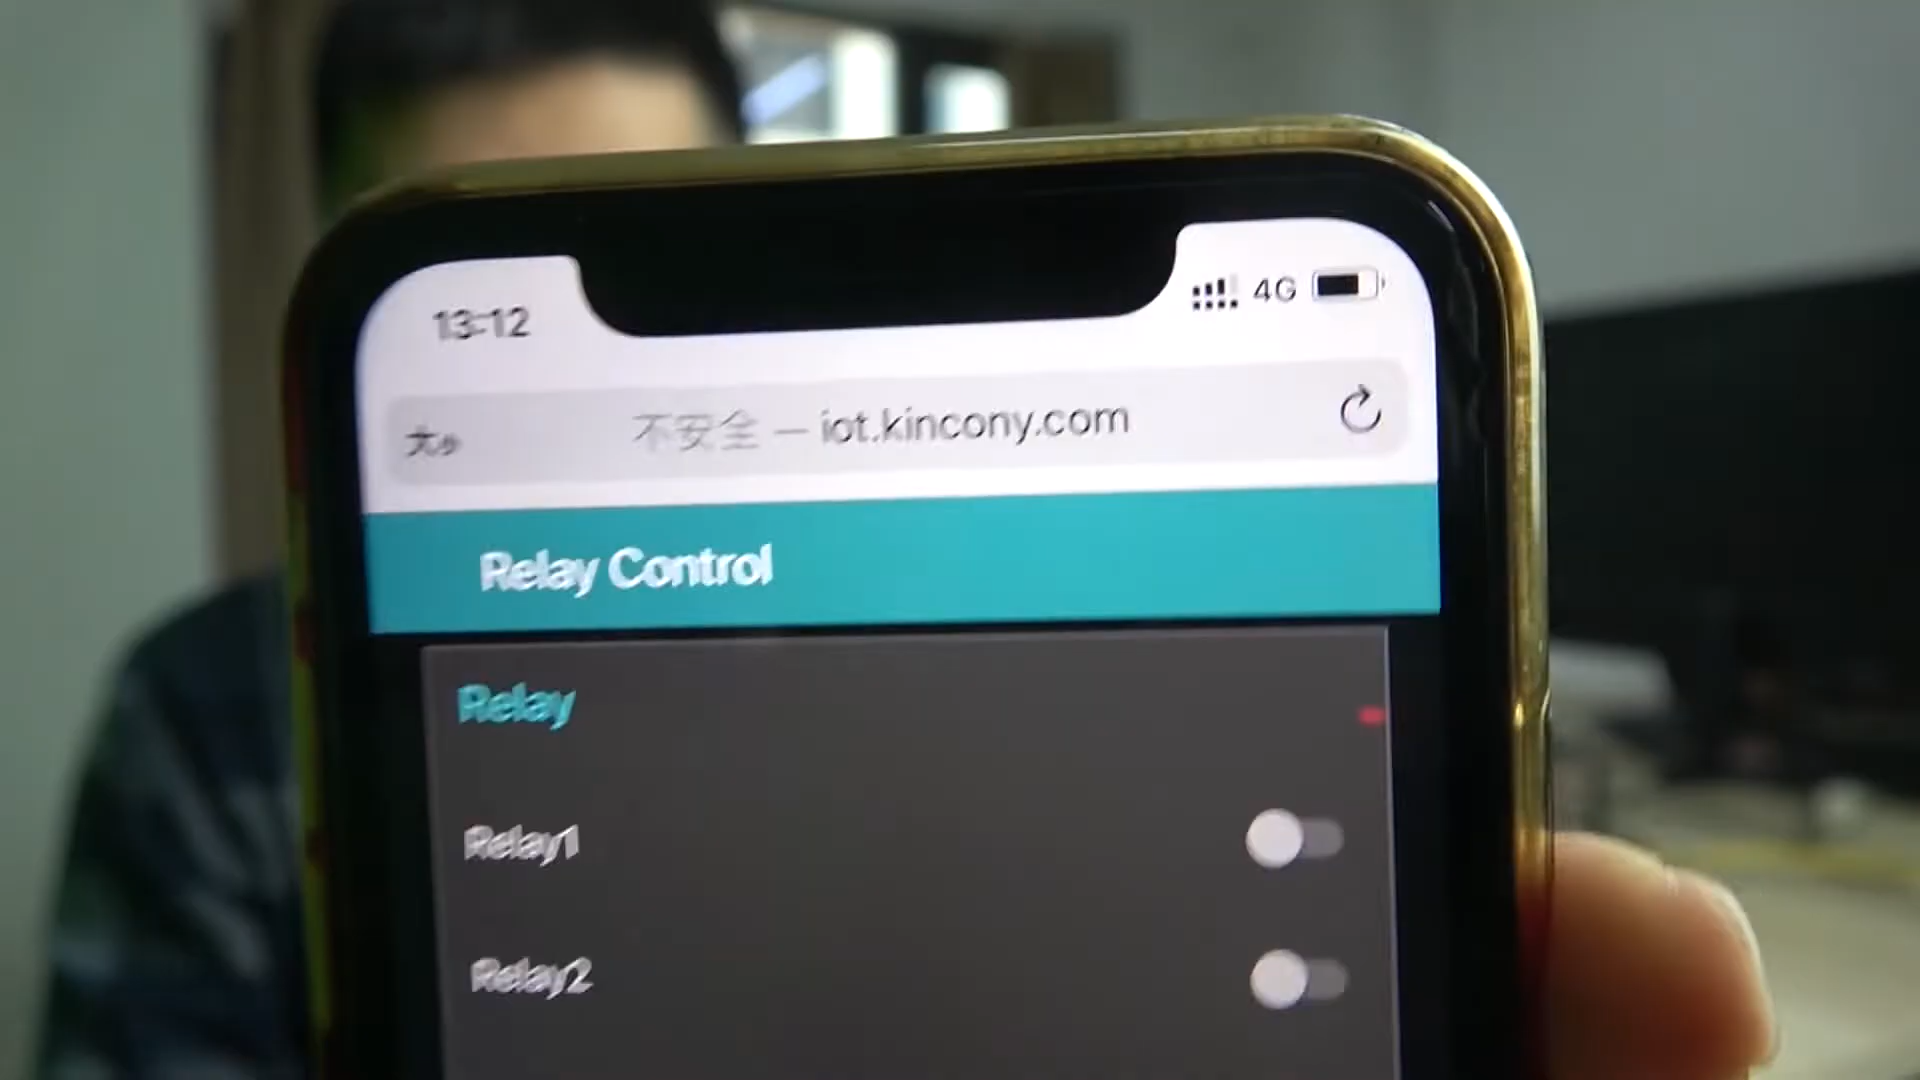 13:12
4G
大小
不安全 — iot.kincony.com
Relay Control
Relay
Relay1
Relay2